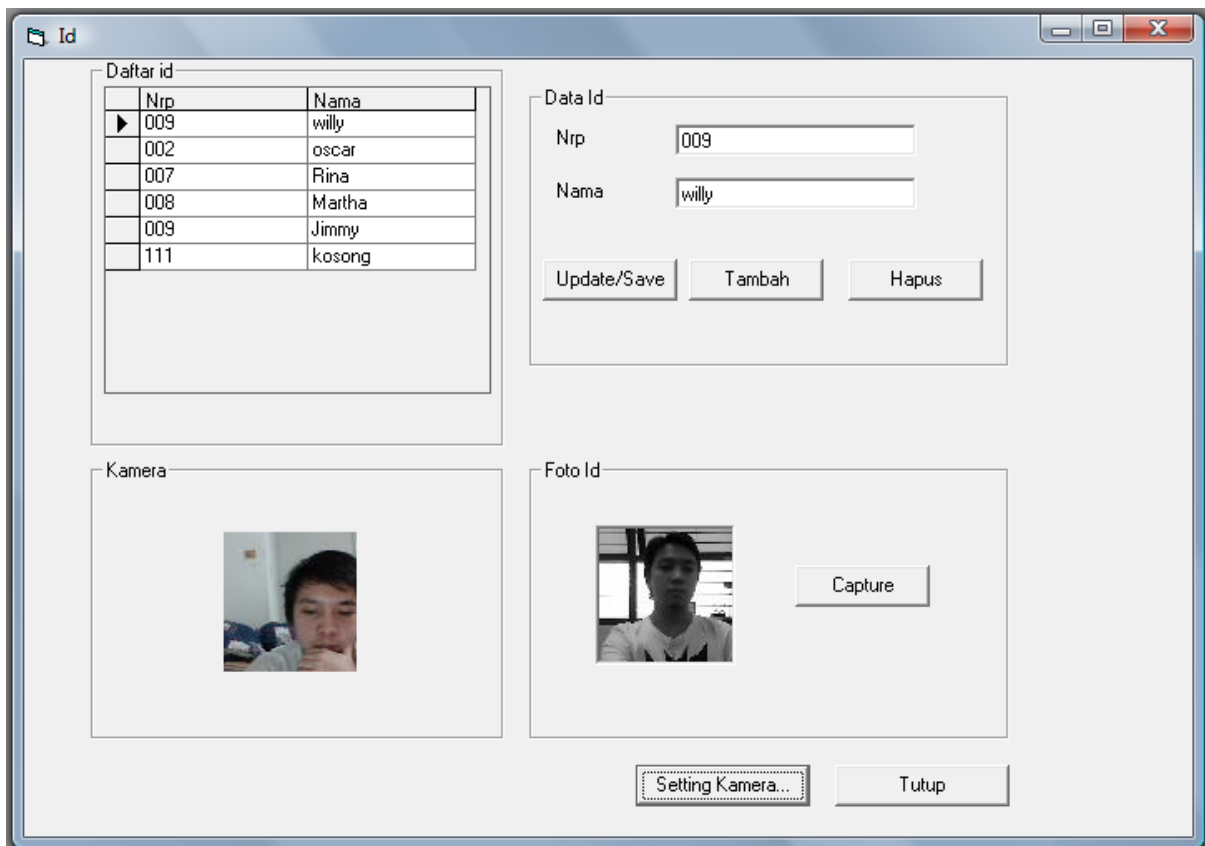 Id
Daftar id
Nrp Nama
009 willy
002 oscar
007 Rina
008 Martha
009 Jimmy
111 kosong
Data Id
Nrp 009
Nama willy
Update/Save Tambah Hapus
Kamera
Foto Id
Capture
Setting Kamera... Tutup